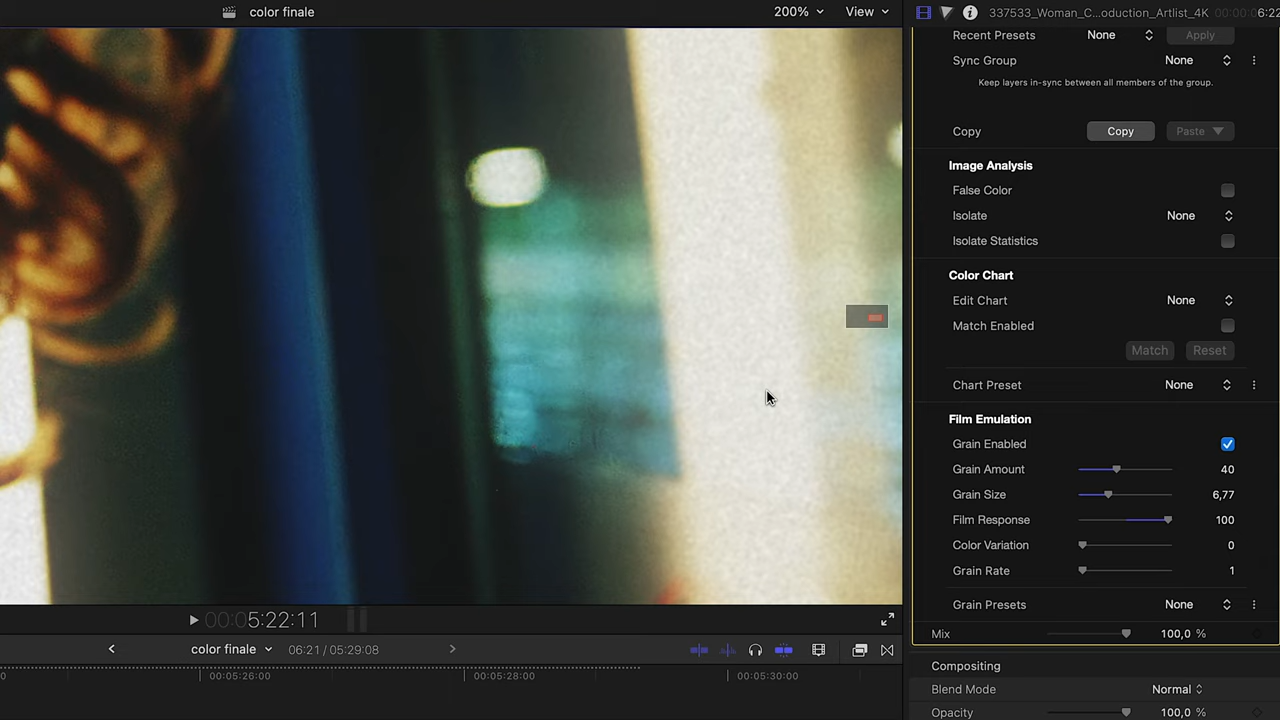 color finale
200%
View
337533_Woman_C...oduction_Artlist_4K
00:00:06:22
Recent Presets
None
Apply
Sync Group
None
Keep layers in-sync between all members of the group.
Copy
Copy
Paste
Image Analysis
False Color
Isolate
None
Isolate Statistics
Color Chart
Edit Chart
None
Match Enabled
Match
Reset
Chart Preset
None
Film Emulation
Grain Enabled
Grain Amount
40
Grain Size
6,77
Film Response
100
Color Variation
0
Grain Rate
1
Grain Presets
None
Mix
100,0 %
00:05:22:11
color finale
06:21 / 05:29:08
00:05:26:00
00:05:28:00
00:05:30:00
Compositing
Blend Mode
Normal
Opacity
100,0 %